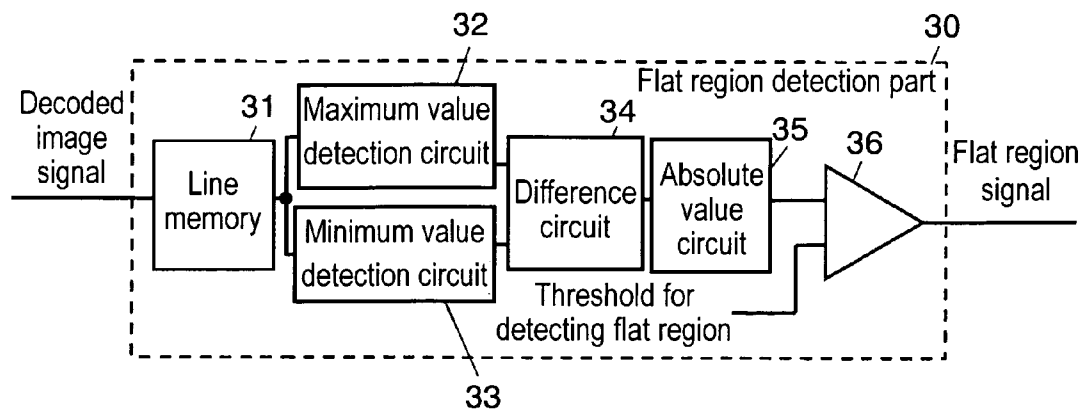 32
30
Flat region detection part
Decoded
image
signal
31
Line
memory
Maximum value
detection circuit
Minimum value
detection circuit
33
34
Difference
circuit
35
Absolute
value
circuit
36
Threshold for
detecting flat region
Flat region
signal